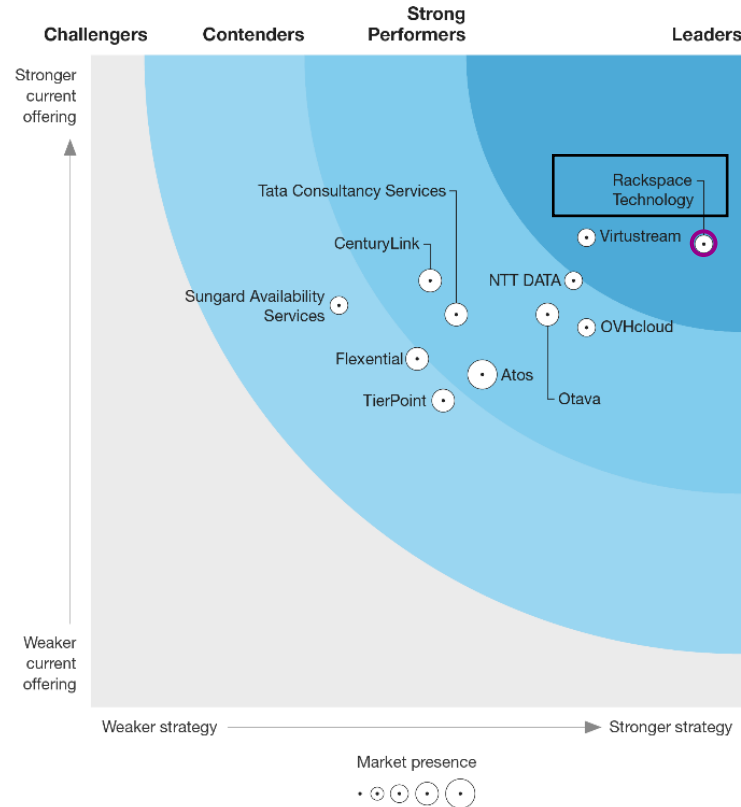 Strong
Challengers Contenders Performers Leaders
Stronger
current
offering
Rackspace
Technology
Tata Consultancy Services
Virtustream
CenturyLink
NTT DATA
Sungard Availability
Services
OVHcloud
Flexential
Atos
TierPoint
Otava
Weaker
current
offering
Weaker strategy
Stronger strategy
Market presence